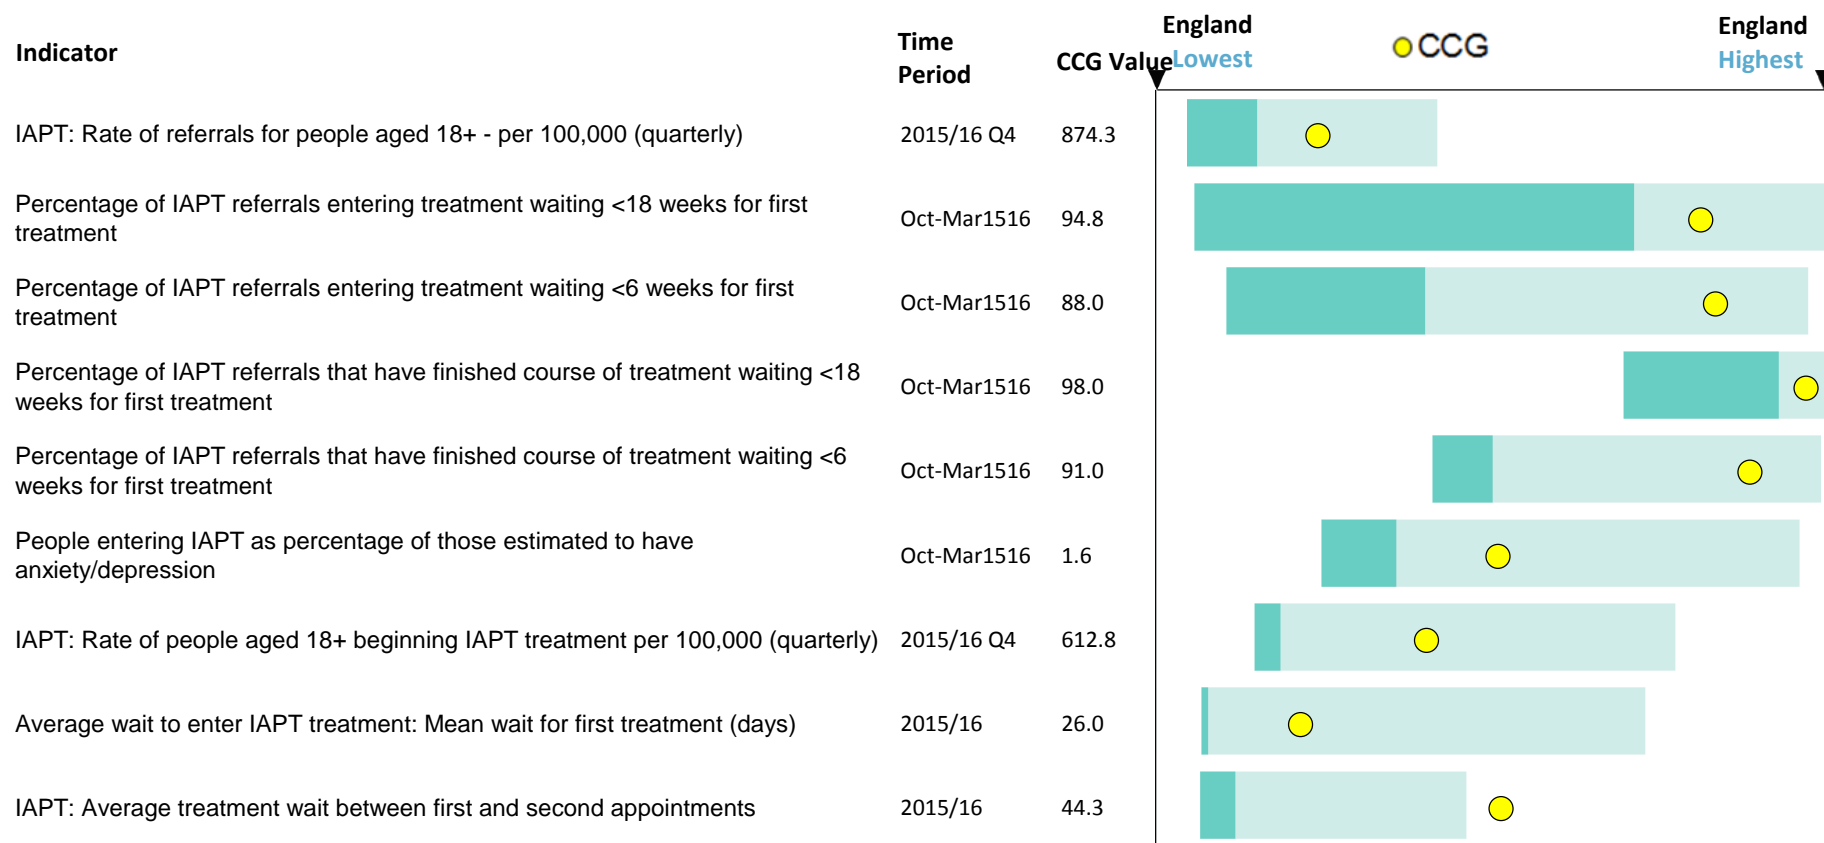 Indicator
Time
Period
CCG Value
England
Lowest
CCG
England
Highest
IAPT: Rate of referrals for people aged 18+ - per 100,000 (quarterly) 2015/16 Q4 874.3
Percentage of IAPT referrals entering treatment waiting <18 weeks for first
treatment
Oct-Mar1516 94.8
Percentage of IAPT referrals entering treatment waiting <6 weeks for first
treatment
Oct-Mar1516 88.0
Percentage of IAPT referrals that have finished course of treatment waiting <18
weeks for first treatment
Oct-Mar1516 98.0
Percentage of IAPT referrals that have finished course of treatment waiting <6
weeks for first treatment
Oct-Mar1516 91.0
People entering IAPT as percentage of those estimated to have
anxiety/depression
Oct-Mar1516 1.6
IAPT: Rate of people aged 18+ beginning IAPT treatment per 100,000 (quarterly) 2015/16 Q4 612.8
Average wait to enter IAPT treatment: Mean wait for first treatment (days) 2015/16 26.0
IAPT: Average treatment wait between first and second appointments 2015/16 44.3